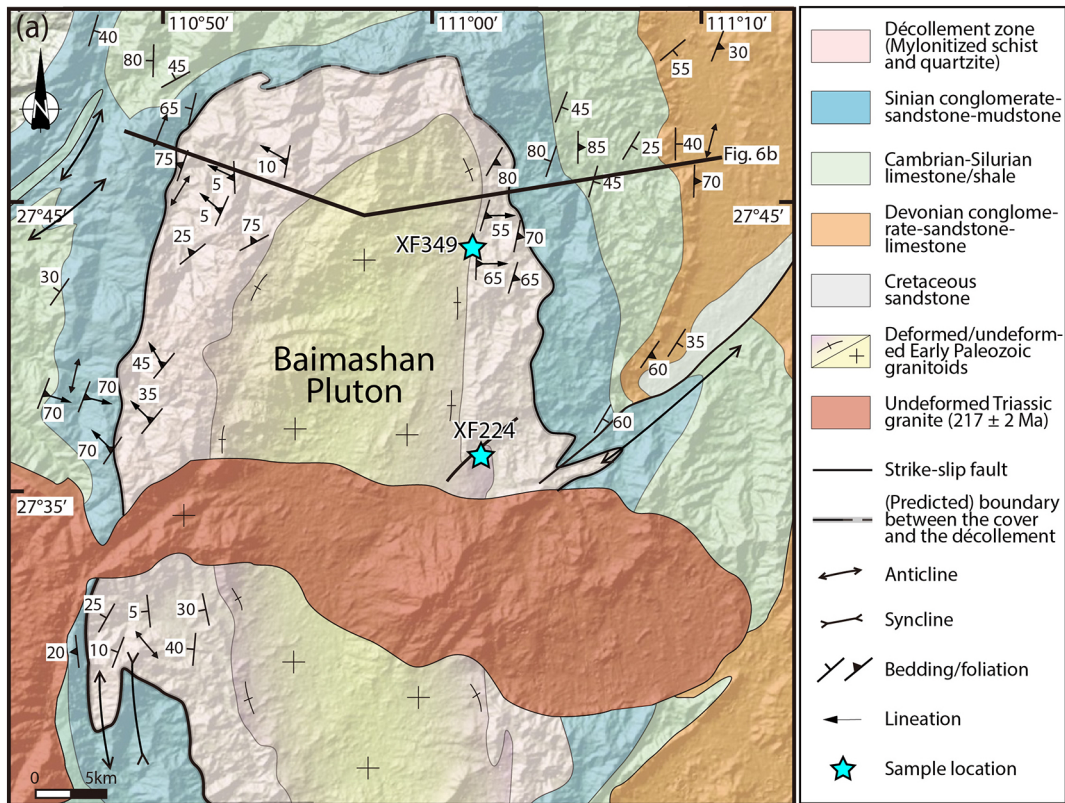 (a)
110°50′
111°00′
111°10′
40
80
45
65
30
55
45
75
10
80
85
25
40
Fig. 6b
5
80
45
70
27°45′
27°45′
5
55
25
75
XF349
70
65
65
30
Baimashan
Pluton
45
35
60
70
35
70
XF224
60
70
27°35′
25
5
30
20
10
40
0
5km
Décollement zone
(Mylonitized schist
and quartzite)
Sinian conglomerate-
sandstone-mudstone
Cambrian-Silurian
limestone/shale
Devonian conglome-
rate-sandstone-
limestone
Cretaceous
sandstone
Deformed/undeform-
ed Early Paleozoic
granitoids
Undeformed Triassic
granite (217 ± 2 Ma)
Strike-slip fault
(Predicted) boundary
between the cover
and the décollement
Anticline
Syncline
Bedding/foliation
Lineation
Sample location